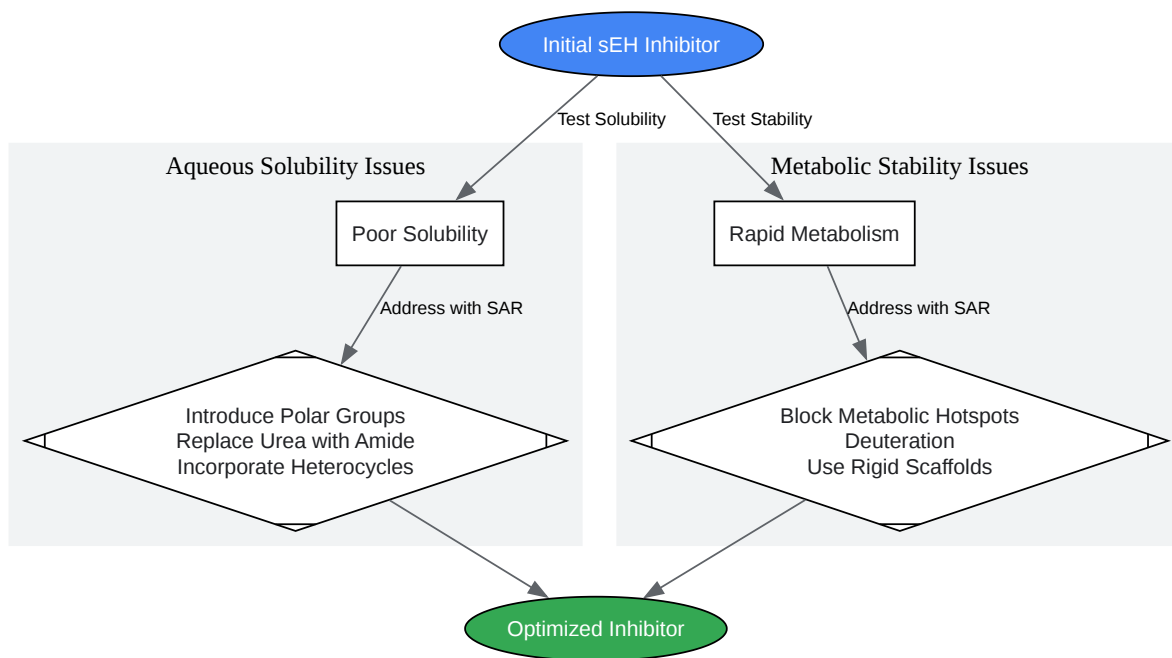 Initial sEH Inhibitor
Test Solubility
Test Stability
Aqueous Solubility Issues
Metabolic Stability Issues
Poor Solubility
Rapid Metabolism
Address with SAR
Address with SAR
Introduce Polar Groups
Replace Urea with Amide
Incorporate Heterocycles
Block Metabolic Hotspots
Deuteration
Use Rigid Scaffolds
Optimized Inhibitor